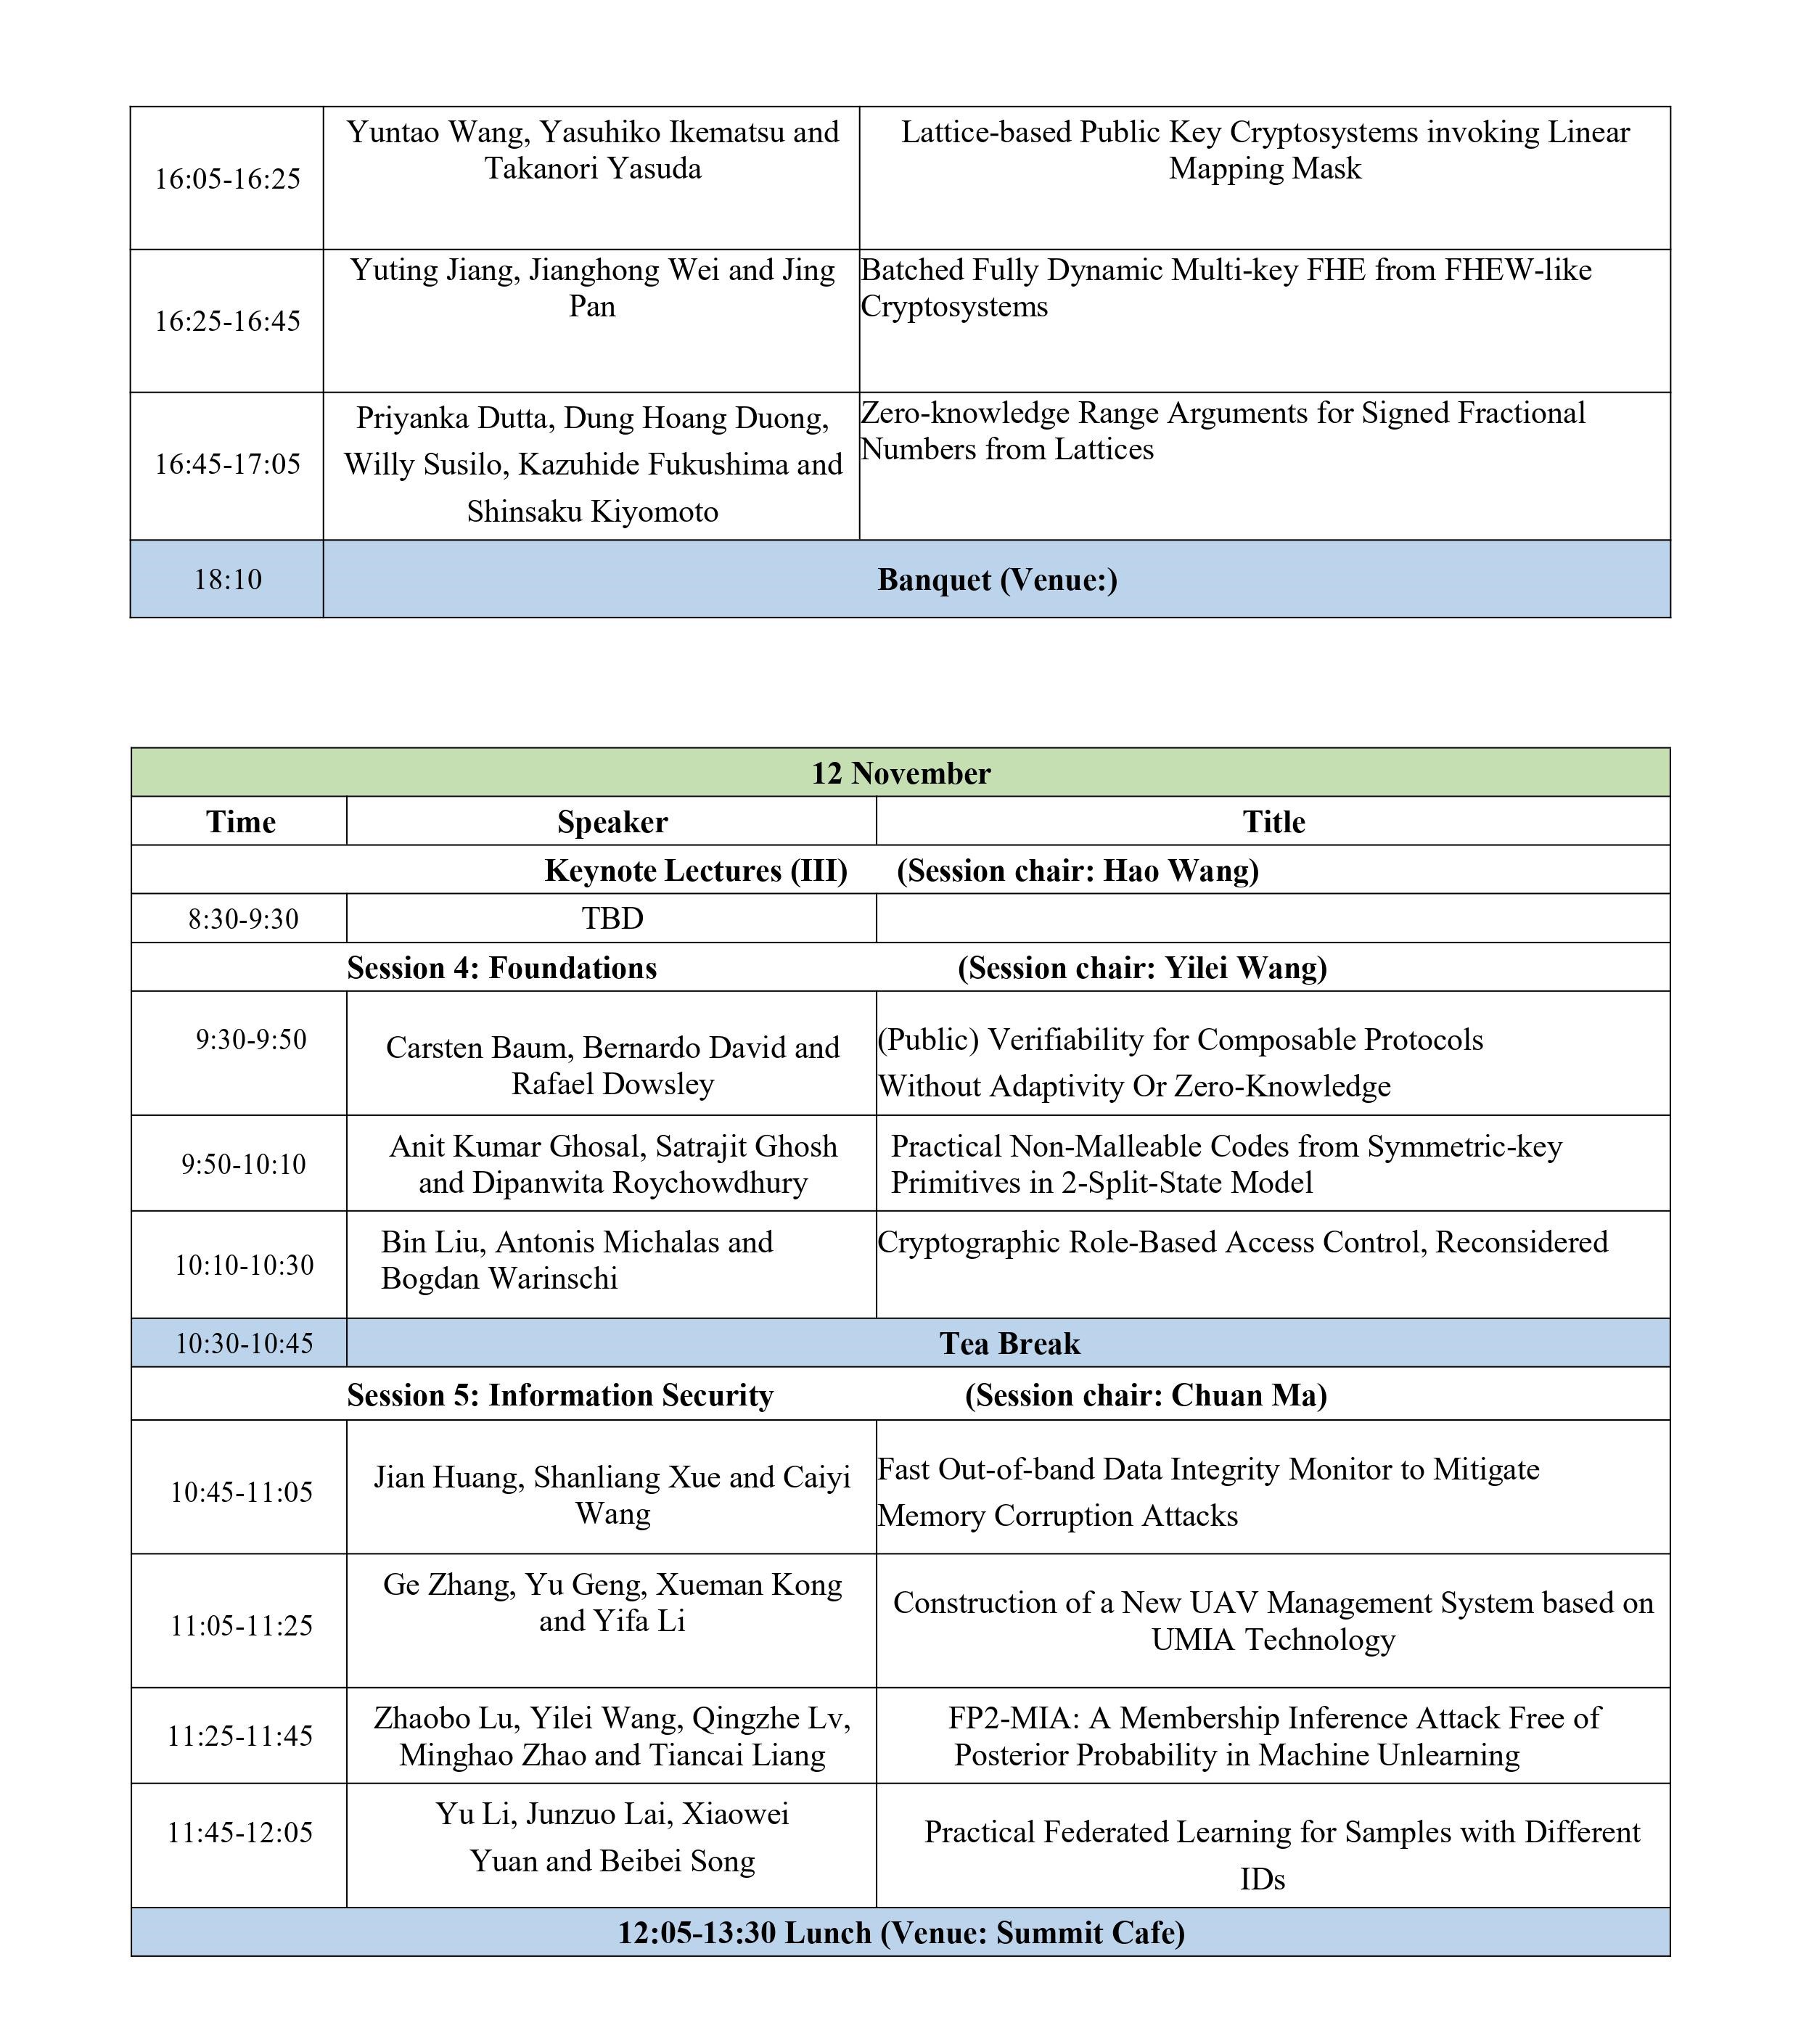 16:05-16:25
Yuntao Wang, Yasuhiko Ikematsu and
Takanori Yasuda
Lattice-based Public Key Cryptosystems invoking Linear
Mapping Mask
16:25-16:45
Yuting Jiang, Jianghong Wei and Jing
Pan
Batched Fully Dynamic Multi-key FHE from FHEW-like
Cryptosystems
16:45-17:05
Priyanka Dutta, Dung Hoang Duong,
Willy Susilo, Kazuhide Fukushima and
Shinsaku Kiyomoto
Zero-knowledge Range Arguments for Signed Fractional
Numbers from Lattices
18:10
Banquet (Venue:)
12 November
Time Speaker Title
Keynote Lectures (III) (Session chair: Hao Wang)
8:30-9:30 TBD
Session 4: Foundations (Session chair: Yilei Wang)
9:30-9:50
Carsten Baum, Bernardo David and
Rafael Dowsley
(Public) Verifiability for Composable Protocols
Without Adaptivity Or Zero-Knowledge
9:50-10:10
Anit Kumar Ghosal, Satrajit Ghosh
and Dipanwita Roychowdhury
Practical Non-Malleable Codes from Symmetric-key
Primitives in 2-Split-State Model
10:10-10:30
Bin Liu, Antonis Michalas and
Bogdan Warinschi
Cryptographic Role-Based Access Control, Reconsidered
10:30-10:45 Tea Break
Session 5: Information Security (Session chair: Chuan Ma)
10:45-11:05
Jian Huang, Shanliang Xue and Caiyi
Wang
Fast Out-of-band Data Integrity Monitor to Mitigate
Memory Corruption Attacks
11:05-11:25
Ge Zhang, Yu Geng, Xueman Kong
and Yifa Li
Construction of a New UAV Management System based on
UMIA Technology
11:25-11:45
Zhaobo Lu, Yilei Wang, Qingzhe Lv,
Minghao Zhao and Tiancai Liang
FP2-MIA: A Membership Inference Attack Free of
Posterior Probability in Machine Unlearning
11:45-12:05
Yu Li, Junzuo Lai, Xiaowei
Yuan and Beibei Song
Practical Federated Learning for Samples with Different
IDs
12:05-13:30 Lunch (Venue: Summit Cafe)